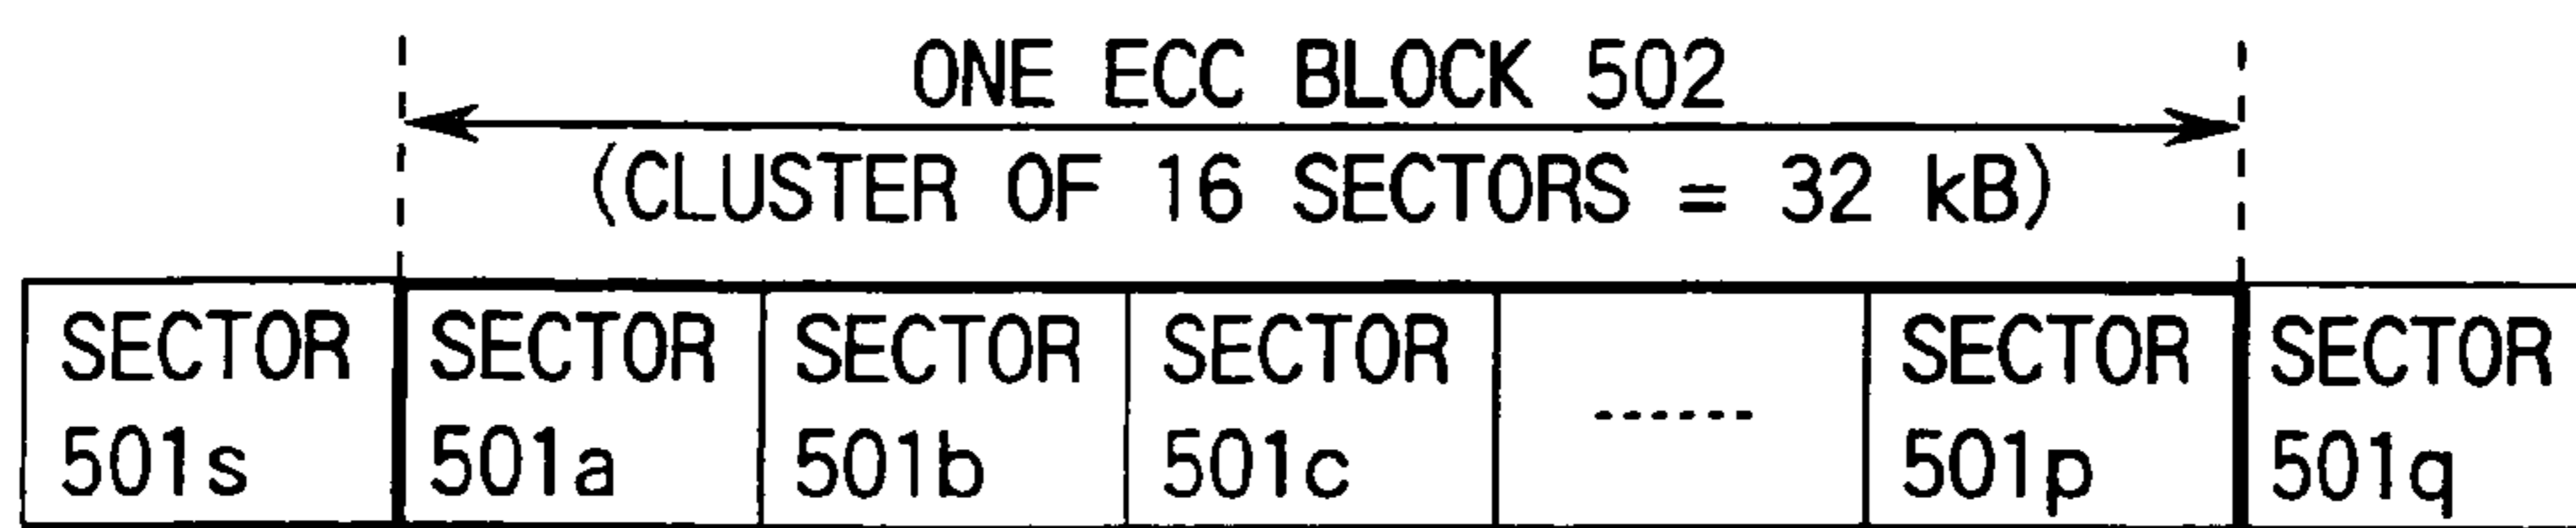 ONE ECC BLOCK 502
(CLUSTER OF 16 SECTORS = 32 kB)
SECTOR 501s
SECTOR 501a
SECTOR 501b
SECTOR 501c
------
SECTOR 501p
SECTOR 501q